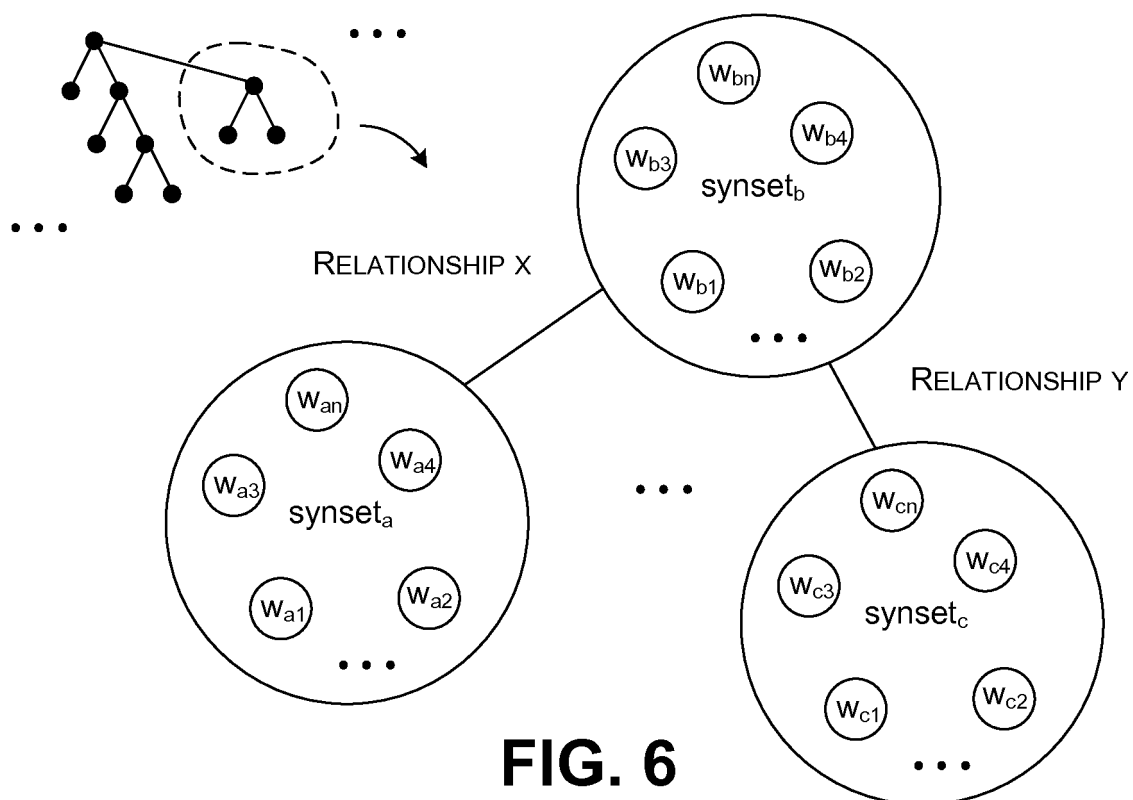 • • •
w_bn
w_b4
w_b3
synset_b
w_b2
w_b1
• • •
• • •
RELATIONSHIP X
RELATIONSHIP Y
w_an
w_a4
w_a3
synset_a
w_a2
w_a1
• • •
• • •
w_cn
w_c4
w_c3
synset_c
w_c2
w_c1
• • •
FIG. 6